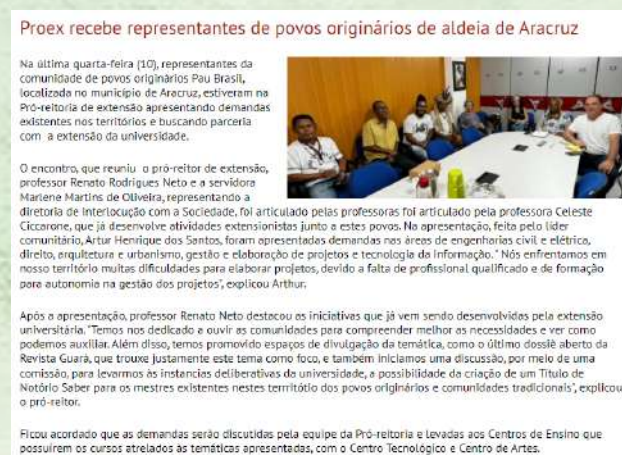 Proex recebe representantes de povos originários de aldeia de Aracruz
Na última quarta-feira (10), representantes da
comunidade de povos originários Pau Brasil,
localizada no município de Aracruz, estiveram na
Pró-reitoria de extensão apresentando demandas
existentes nos territórios e buscando parceria
com a extensão da universidade.
O encontro, que reuniu o pró-reitor de extensão,
professor Renato Rodrigues Neto e a servidora
Marlene Martins de Oliveira, representando a
diretoria de Interlocução com a Sociedade, foi articulado pelas professoras foi articulado pela professora Celeste
Ciccarone, que já desenvolve atividades extensionistas junto a estes povos. Na apresentação, feita pelo líder
comunitário, Artur Henrique dos Santos, foram apresentadas demandas nas áreas de engenharias civil e elétrica,
direito, arquitetura e urbanismo, gestão e elaboração de projetos e tecnologia da informação. " Nós enfrentamos em
nosso território muitas dificuldades para elaborar projetos, devido a falta de profissional qualificado e de formação
para autonomia na gestão dos projetos", explicou Arthur.
Após a apresentação, professor Renato Neto destacou as iniciativas que já vem sendo desenvolvidas pela extensão
universitária. "Temos nos dedicado a ouvir as comunidades para compreender melhor as necessidades e ver como
podemos auxiliar. Além disso, temos promovido espaços de divulgação da temática, como o último dossiê aberto da
Revista Guará, que trouxe justamente este tema como foco, e também iniciamos uma discussão, por meio de uma
comissão, para levarmos às instancias deliberativas da universidade, a possibilidade da criação de um Título de
Notório Saber para os mestres existentes nestes terrritório dos povos originários e comunidades tradicionais", explicou
o pró-reitor.
Ficou acordado que as demandas serão discutidas pela equipe da Pró-reitoria e levadas aos Centros de Ensino que
possuírem os cursos atrelados às temáticas apresentadas, com o Centro Tecnológico e Centro de Artes.